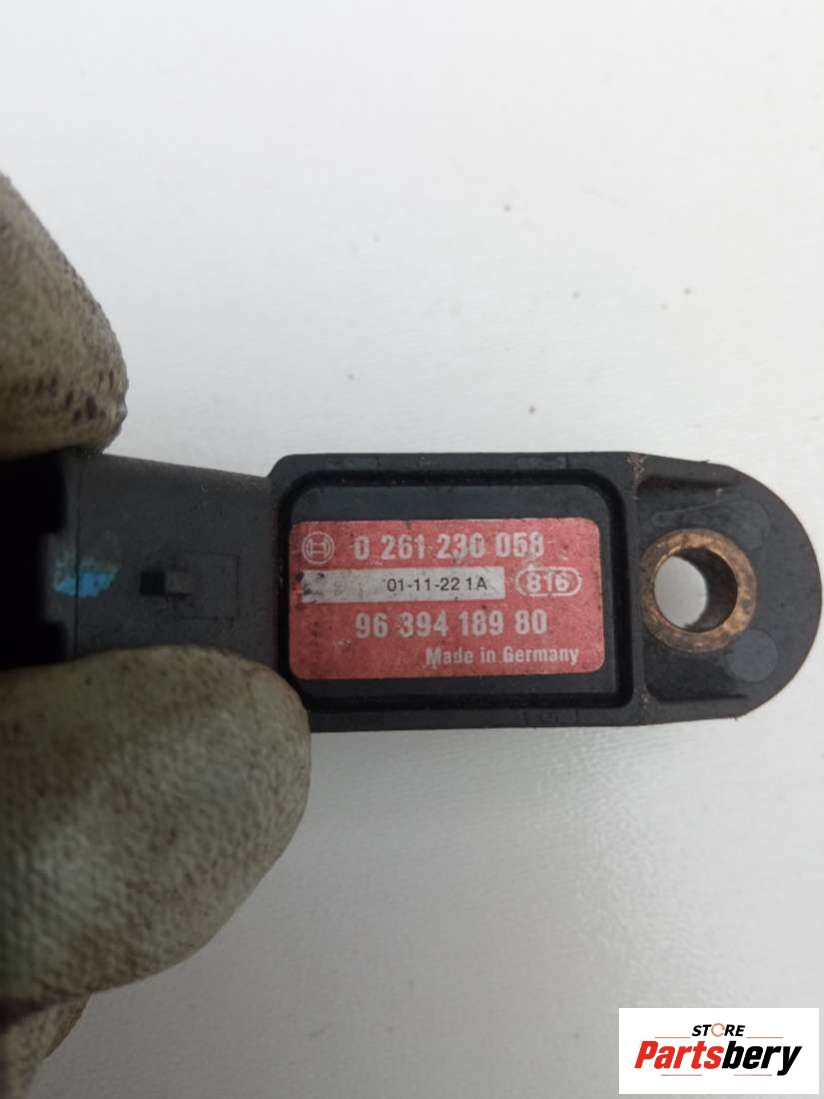 0 261 230 058
01-11-22 1A 816
96 394 189 80
Made in Germany
STORE
Partsbery